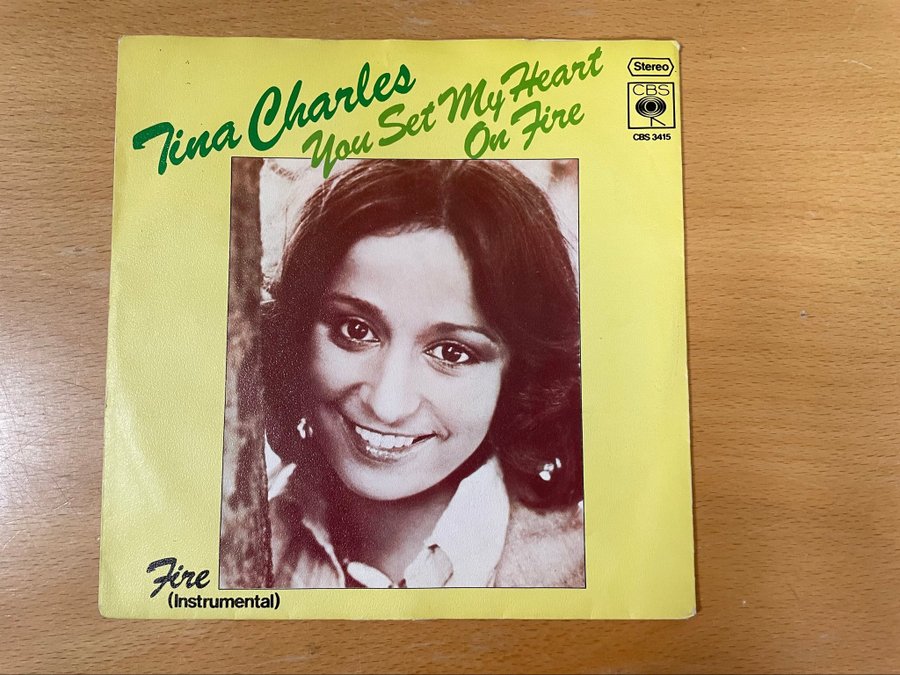 Tina Charles
You Set My Heart
On Fire
Stereo
CBS
CBS 3415
Fire
(Instrumental)